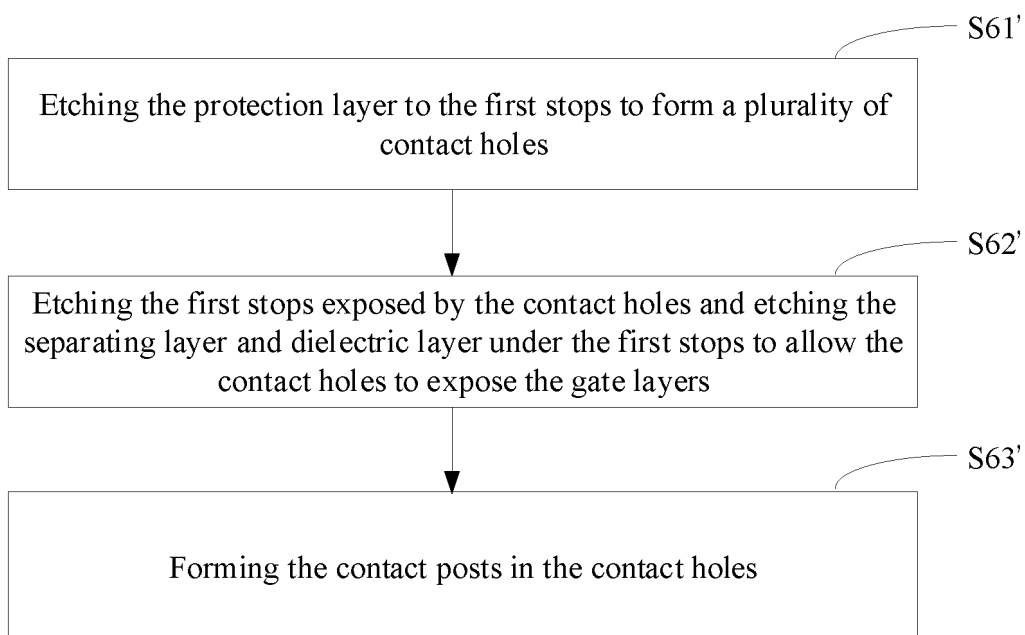 S61’
Etching the protection layer to the first stops to form a plurality of
contact holes
S62’
Etching the first stops exposed by the contact holes and etching the
separating layer and dielectric layer under the first stops to allow the
contact holes to expose the gate layers
S63’
Forming the contact posts in the contact holes